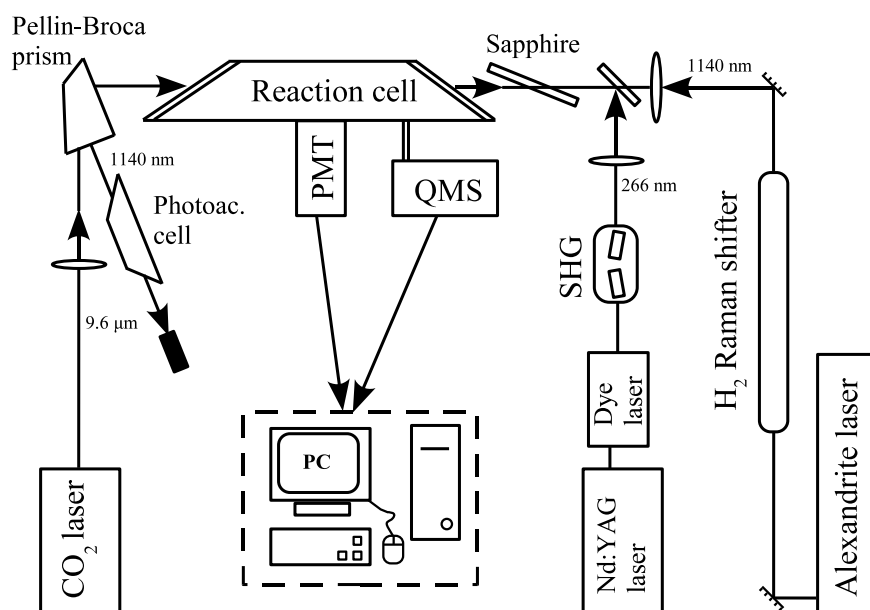 Pellin-Broca
prism
Sapphire
1140 nm
Reaction cell
PMT
QMS
1140 nm
Photoac.
cell
266 nm
SHG
9.6 μm
H₂ Raman shifter
Dye
laser
PC
CO₂ laser
Nd:YAG
laser
Alexandrite laser